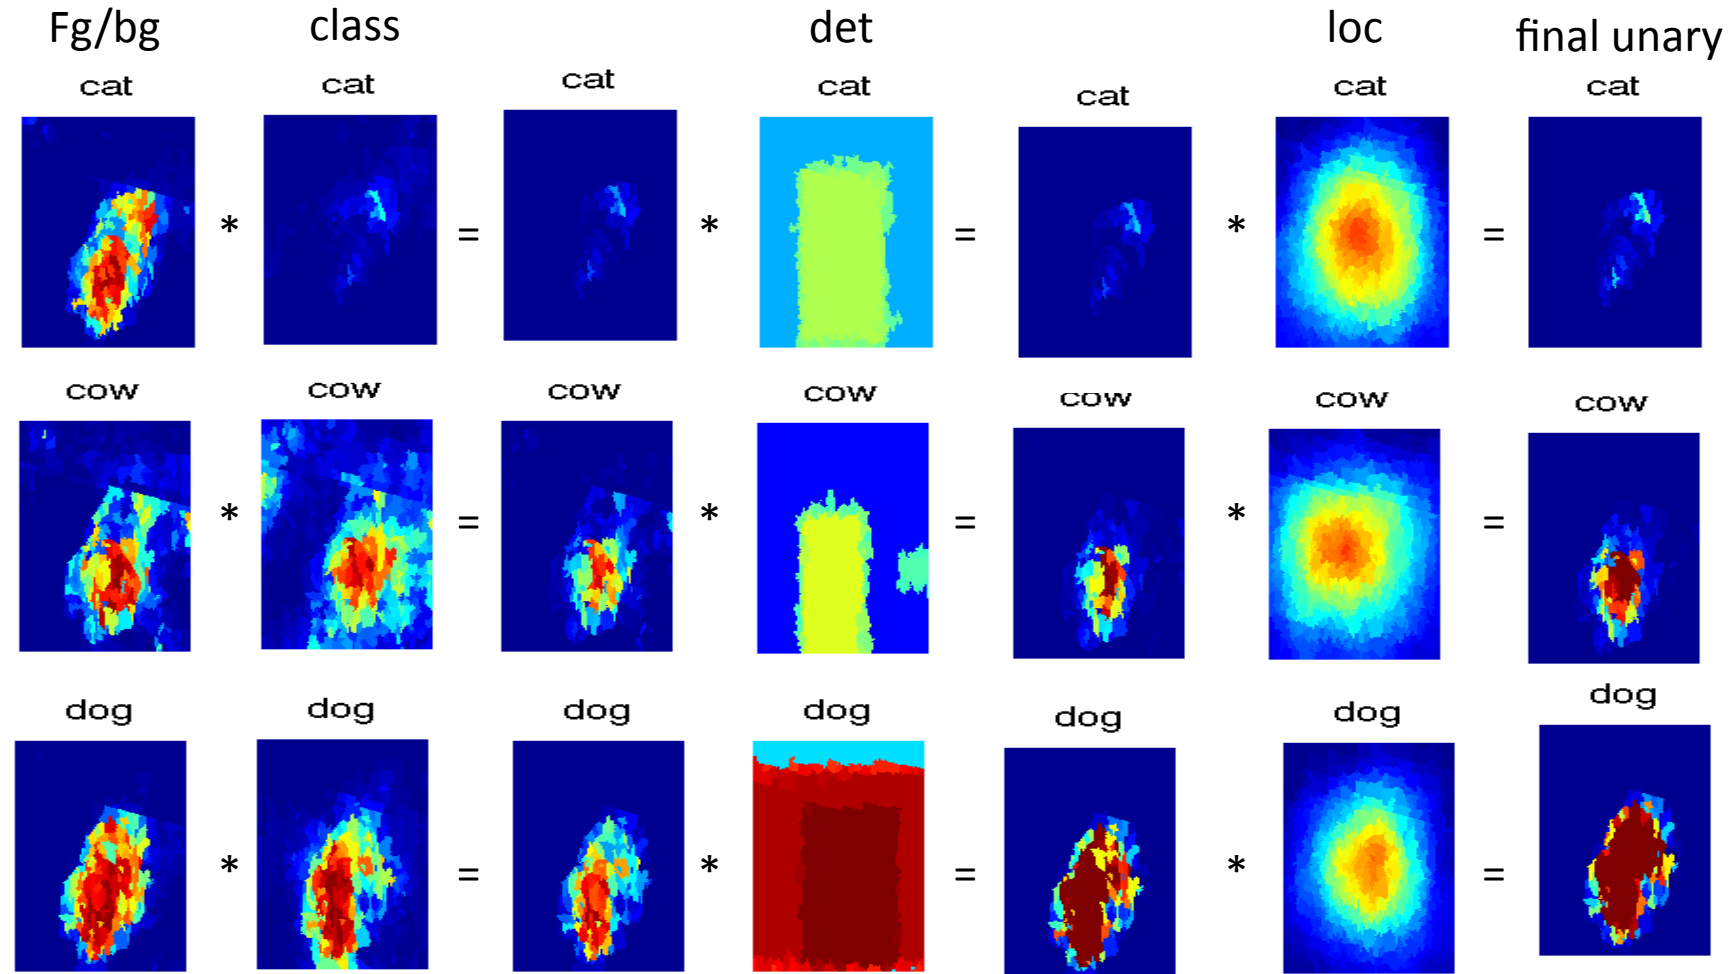 Fg/bg class det loc final unary
cat cat cat cat cat cat cat
* = * = * =
cow cow cow cow cow cow cow
* = * = * =
dog dog dog dog dog dog dog
* = * = * =